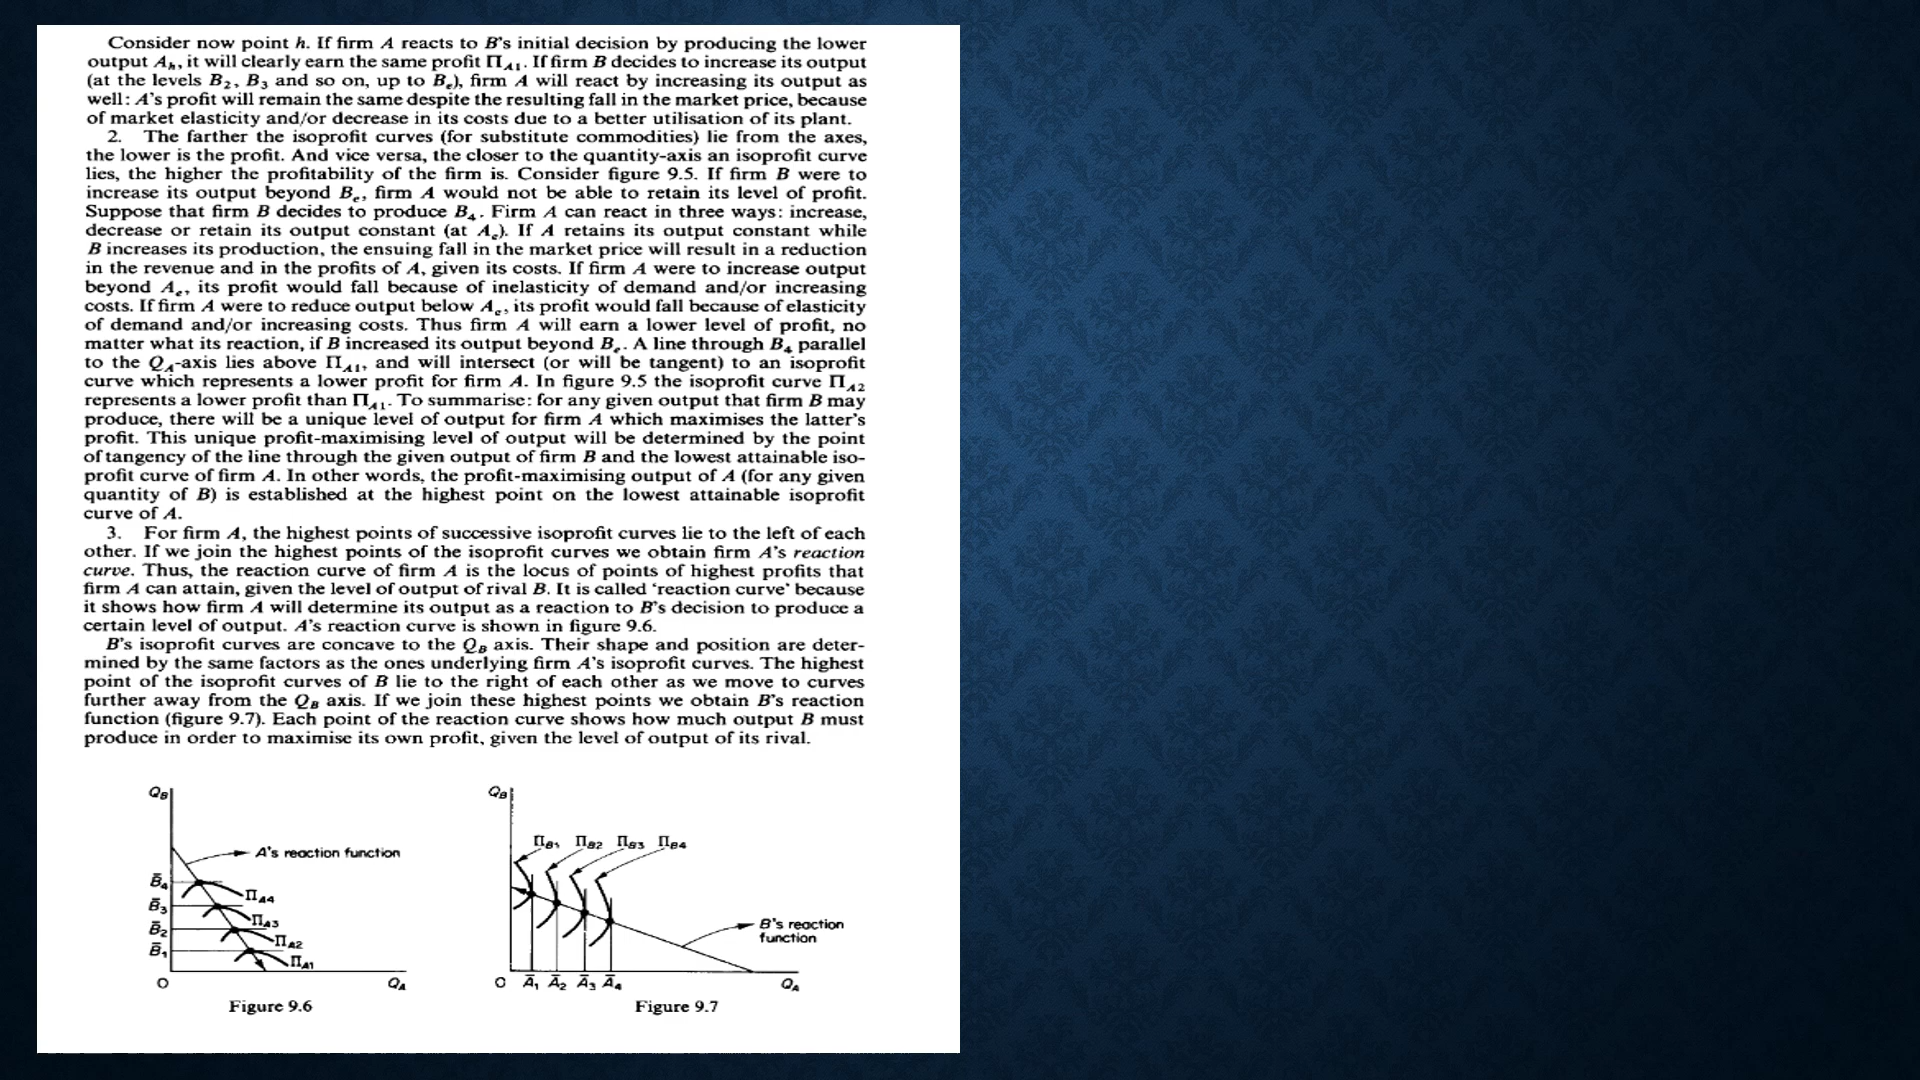 Consider now point h. If firm A reacts to B's initial decision by producing the lower
output Aₕ, it will clearly earn the same profit Π_A1. If firm B decides to increase its output
(at the levels B₂, B₃ and so on, up to Bₑ), firm A will react by increasing its output as
well: A's profit will remain the same despite the resulting fall in the market price, because
of market elasticity and/or decrease in its costs due to a better utilisation of its plant.
2. The farther the isoprofit curves (for substitute commodities) lie from the axes,
the lower is the profit. And vice versa, the closer to the quantity-axis an isoprofit curve
lies, the higher the profitability of the firm is. Consider figure 9.5. If firm B were to
increase its output beyond Bₑ, firm A would not be able to retain its level of profit.
Suppose that firm B decides to produce B₄. Firm A can react in three ways: increase,
decrease or retain its output constant (at Aₑ). If A retains its output constant while
B increases its production, the ensuing fall in the market price will result in a reduction
in the revenue and in the profits of A, given its costs. If firm A were to increase output
beyond Aₑ, its profit would fall because of inelasticity of demand and/or increasing
costs. If firm A were to reduce output below Aₑ, its profit would fall because of elasticity
of demand and/or increasing costs. Thus firm A will earn a lower level of profit, no
matter what its reaction, if B increased its output beyond Bₑ. A line through B₄ parallel
to the Q_A-axis lies above Π_A1, and will intersect (or will be tangent) to an isoprofit
curve which represents a lower profit for firm A. In figure 9.5 the isoprofit curve Π_A2
represents a lower profit than Π_A1. To summarise: for any given output that firm B may
produce, there will be a unique level of output for firm A which maximises the latter's
profit. This unique profit-maximising level of output will be determined by the point
of tangency of the line through the given output of firm B and the lowest attainable iso-
profit curve of firm A. In other words, the profit-maximising output of A (for any given
quantity of B) is established at the highest point on the lowest attainable isoprofit
curve of A.
3. For firm A, the highest points of successive isoprofit curves lie to the left of each
other. If we join the highest points of the isoprofit curves we obtain firm A's reaction
curve. Thus, the reaction curve of firm A is the locus of points of highest profits that
firm A can attain, given the level of output of rival B. It is called 'reaction curve' because
it shows how firm A will determine its output as a reaction to B's decision to produce a
certain level of output. A's reaction curve is shown in figure 9.6.
B's isoprofit curves are concave to the Q_B axis. Their shape and position are deter-
mined by the same factors as the ones underlying firm A's isoprofit curves. The highest
point of the isoprofit curves of B lie to the right of each other as we move to curves
further away from the Q_B axis. If we join these highest points we obtain B's reaction
function (figure 9.7). Each point of the reaction curve shows how much output B must
produce in order to maximise its own profit, given the level of output of its rival.
Q_B
A's reaction function
B̄₄
Π_A4
B̄₃
Π_A3
B̄₂
Π_A2
B̄₁
Π_A1
O
Q_A
Figure 9.6
Q_B
Π_B1 Π_B2 Π_B3 Π_B4
B's reaction
function
O Ā₁ Ā₂ Ā₃ Ā₄
Q_A
Figure 9.7